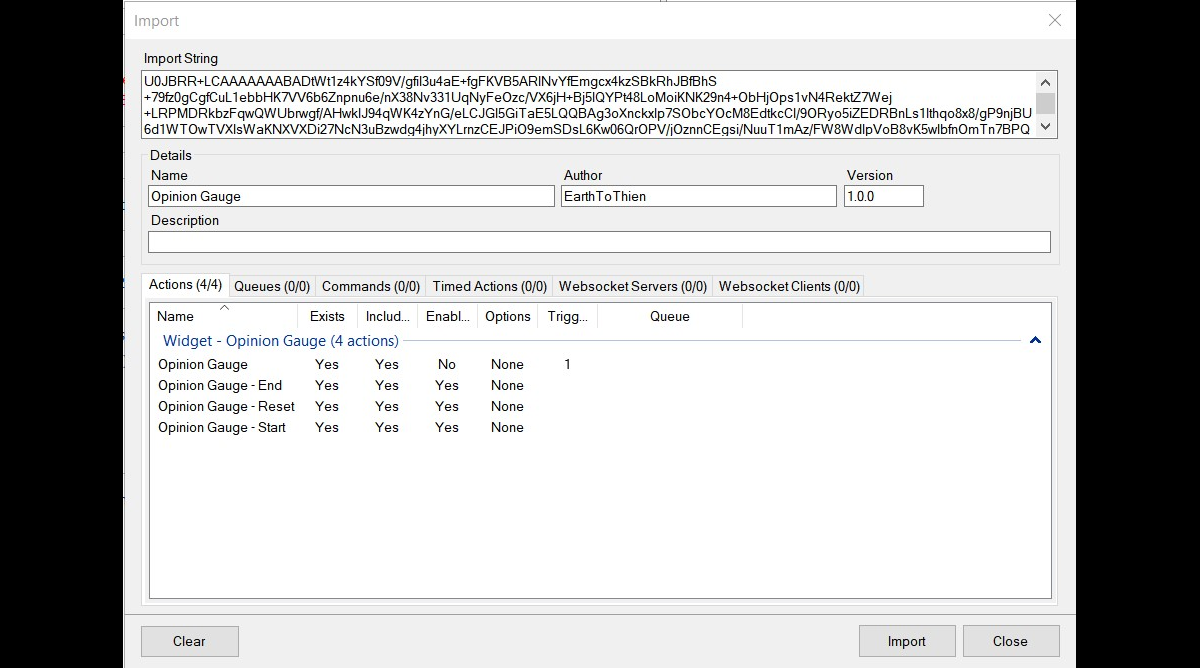 Import
Import String
U0JBRR+LCAAAAAAABADtWt1z4kYSf09V/gfil3u4aE+fgFKVB5ARlNvYfEmgcx4kzSBkRhJBfBhS
+79fz0gCgfCuL1ebbHK7VV6b6Znpnu6e/nX38Nv331UqNyFeOzc/VX6jH+Bj5IQYPt48LoMoiKNK29n4+ObHjOps1vN4RektZ7Wej
+LRPMDRkbzFqwQWUbrwgf/AHwklJ94qWK4zYnG/eLCJGl5GiTaE5LQQBAg3oXnckxlp7SObcYOcM8EdtkcCl/9ORyo5iZEDRBnLs1lthqo8x8/gP9njBU
6d1WTOwTVXlsWaKNXVXDi27NcN3uBzwdg4jhyXYLrnzCEJPiO9emSDsL6Kw06QrOPV/jOznnCEgsi/NuuT1mAz/FW8WdIpVoB8vK5wlbfnOmTn7BPQ
Details
Name
Author
Version
Opinion Gauge
EarthToThien
1.0.0
Description
Actions (4/4)
Queues (0/0)
Commands (0/0)
Timed Actions (0/0)
Websocket Servers (0/0)
Websocket Clients (0/0)
Name Exists Includ... Enabl... Options Trigg... Queue
Widget - Opinion Gauge (4 actions)
Opinion Gauge Yes Yes No None 1
Opinion Gauge - End Yes Yes Yes None
Opinion Gauge - Reset Yes Yes Yes None
Opinion Gauge - Start Yes Yes Yes None
Clear
Import
Close